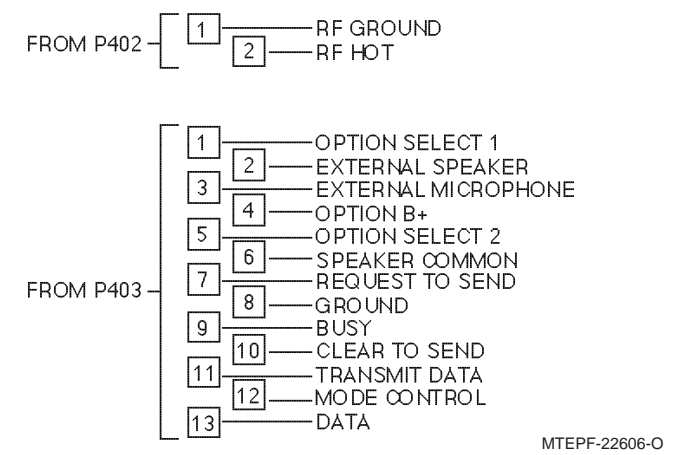 1 RF GROUND
FROM P402
2 RF HOT
1 OPTION SELECT 1
2 EXTERNAL SPEAKER
3 EXTERNAL MICROPHONE
4 OPTION B+
5 OPTION SELECT 2
6 SPEAKER COMMON
7 REQUEST TO SEND
FROM P403
8 GROUND
9 BUSY
10 CLEAR TO SEND
11 TRANSMIT DATA
12 MODE CONTROL
13 DATA
MTEPF-22606-O